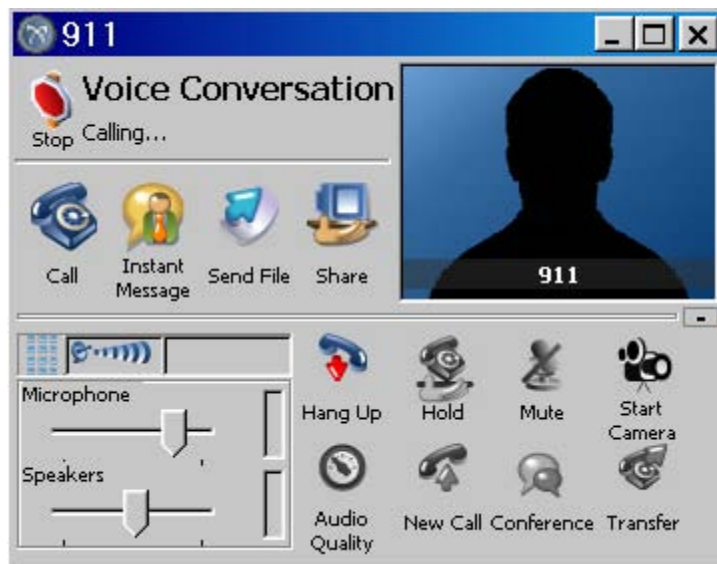 911
Voice Conversation
Stop
Calling...
Call
Instant
Message
Send File
Share
911
Microphone
Speakers
Hang Up
Hold
Mute
Start
Camera
Audio
Quality
New Call
Conference
Transfer